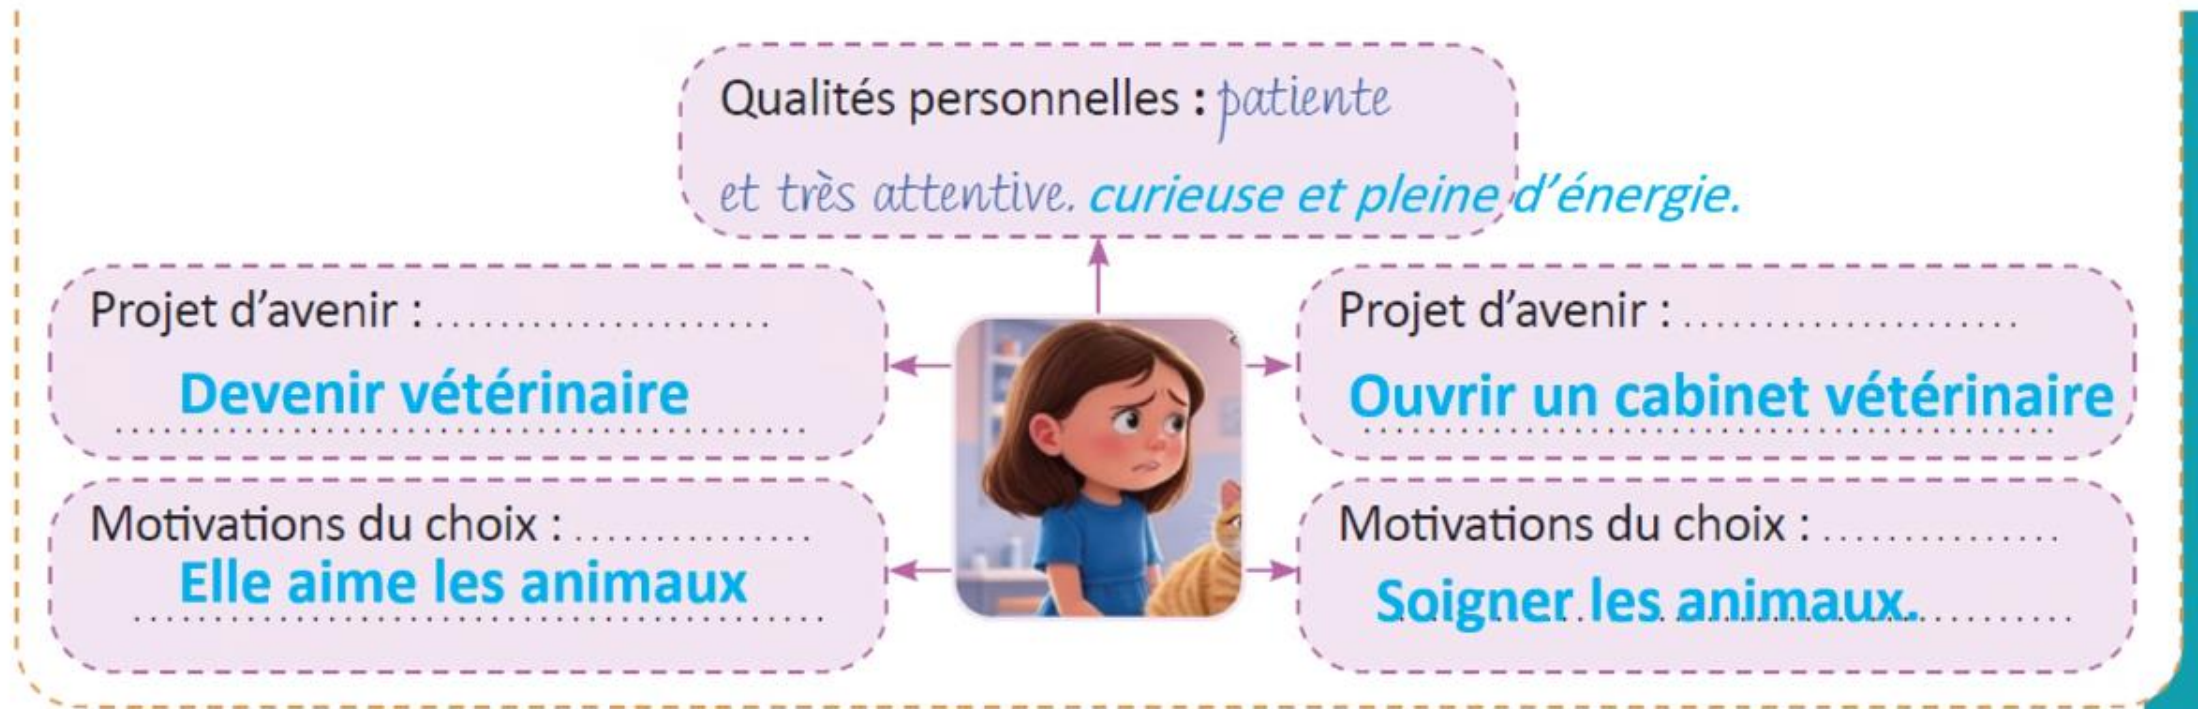 Qualités personnelles : patiente
et très attentive. curieuse et pleine d'énergie.
Projet d'avenir : .....................
Devenir vétérinaire
Projet d'avenir : .....................
Ouvrir un cabinet vétérinaire
Motivations du choix : ...............
Elle aime les animaux
Motivations du choix : ...............
Soigner les animaux.